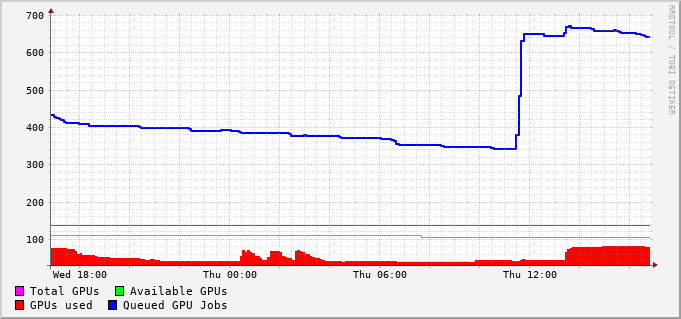 700
600
500
400
300
200
100
Wed 18:00 Thu 00:00 Thu 06:00 Thu 12:00
Total GPUs Available GPUs
GPUs used Queued GPU Jobs
RRDTOOL / TOBI OETIKER